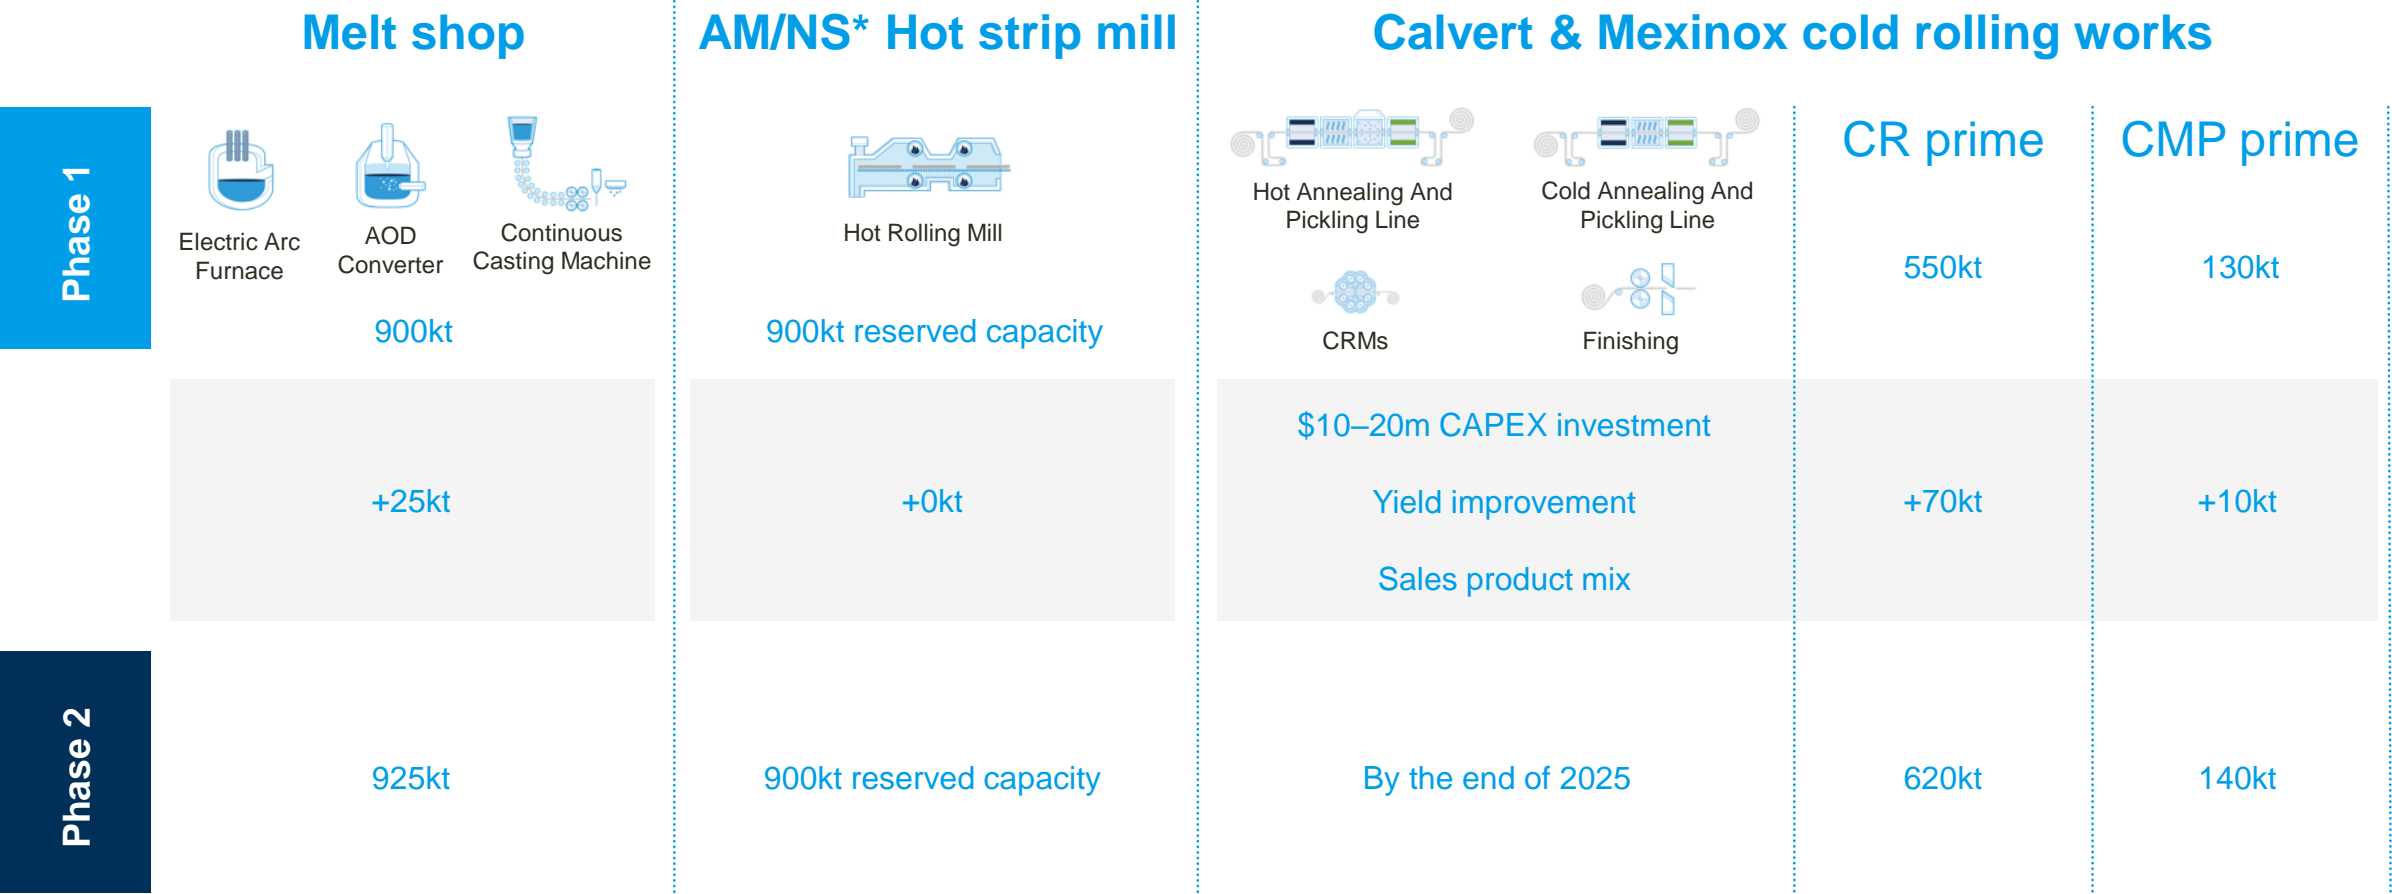 Melt shop
AM/NS* Hot strip mill
Calvert & Mexinox cold rolling works
Phase 1
Electric Arc
Furnace
AOD
Converter
Continuous
Casting Machine
900kt
Hot Rolling Mill
900kt reserved capacity
Hot Annealing And
Pickling Line
Cold Annealing And
Pickling Line
CRMs
Finishing
CR prime
550kt
CMP prime
130kt
+25kt
+0kt
$10–20m CAPEX investment
Yield improvement
Sales product mix
+70kt
+10kt
Phase 2
925kt
900kt reserved capacity
By the end of 2025
620kt
140kt